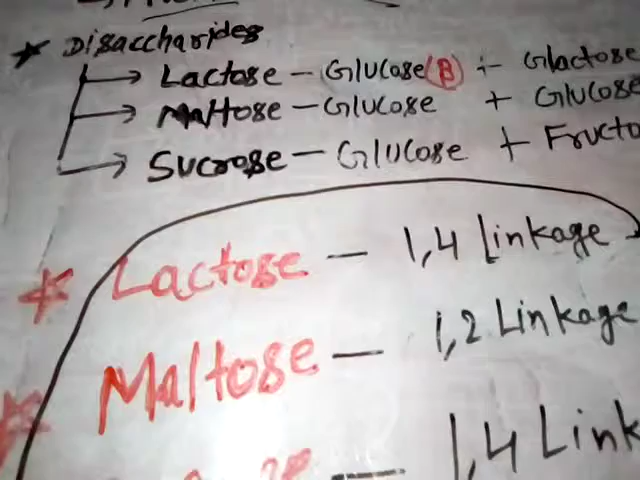 * Disaccharides
Lactose - Glucose (B) + Glactose
Maltose - Glucose + Glucose
Sucrose - Glucose + Fructo
* Lactose - 1,4 Linkage
* Maltose - 1,2 Linkage
- 1,4 Link